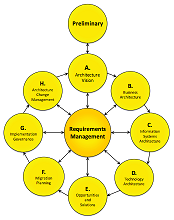 Preliminary
A.
Architecture
Vision
B.
Business
Architecture
C.
Information
Systems
Architecture
D.
Technology
Architecture
E.
Opportunities
and
Solutions
F.
Migration
Planning
G.
Implementation
Governance
H.
Architecture
Change
Management
Requirements
Management